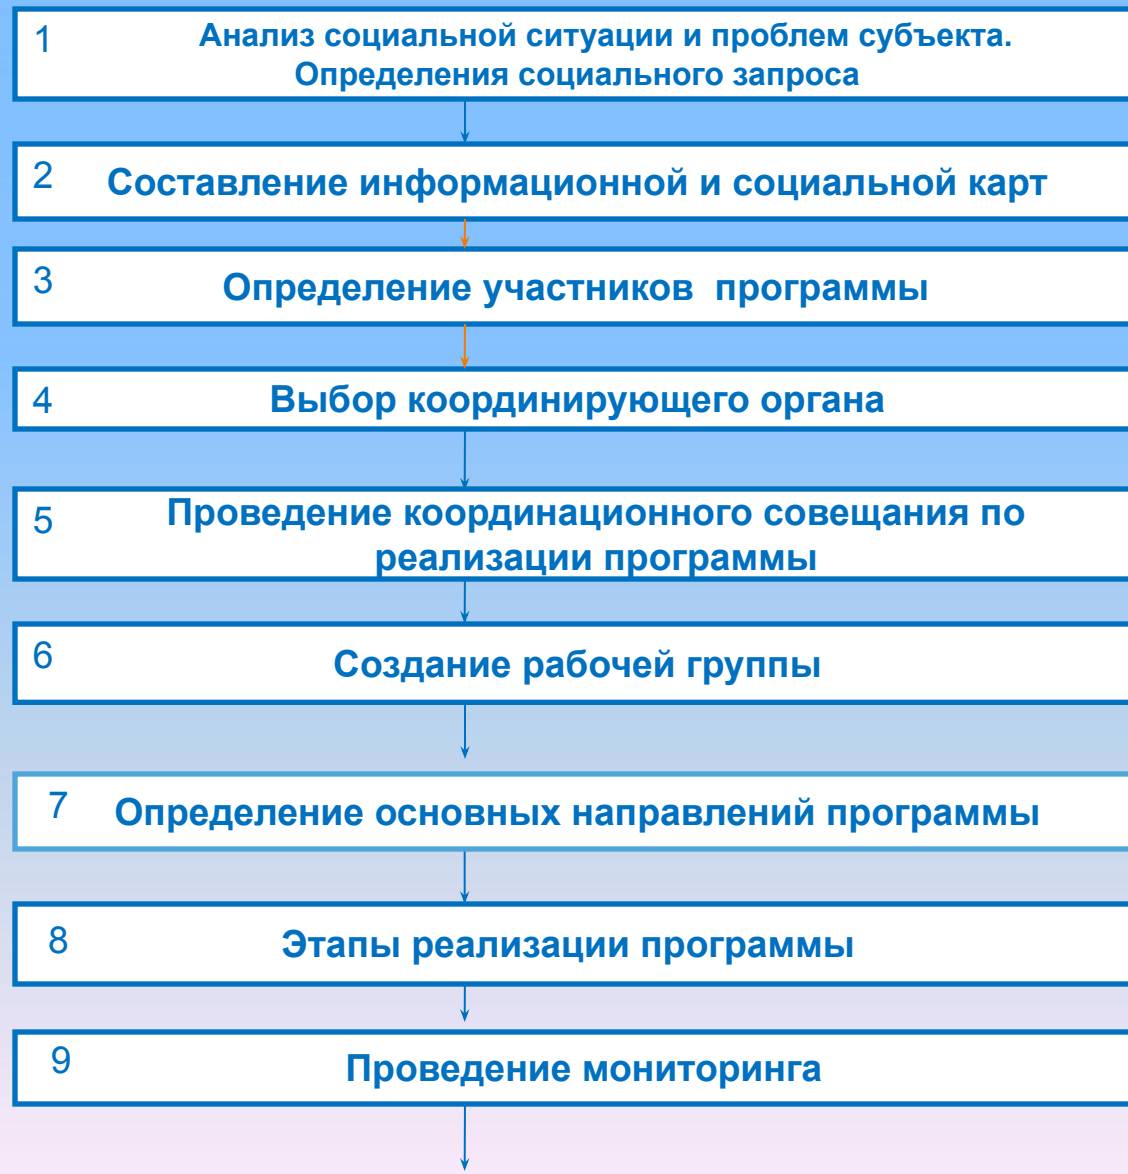 1
Анализ социальной ситуации и проблем субъекта.
Определения социального запроса
2
Составление информационной и социальной карт
3
Определение участников программы
4
Выбор координирующего органа
5
Проведение координационного совещания по
реализации программы
6
Создание рабочей группы
7
Определение основных направлений программы
8
Этапы реализации программы
9
Проведение мониторинга